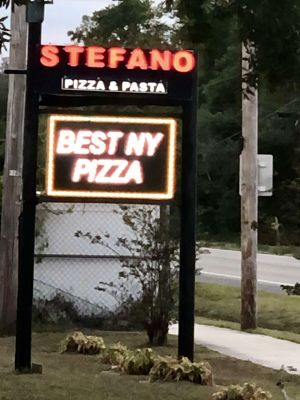 STEFANO
PIZZA & PASTA
BEST NY
PIZZA